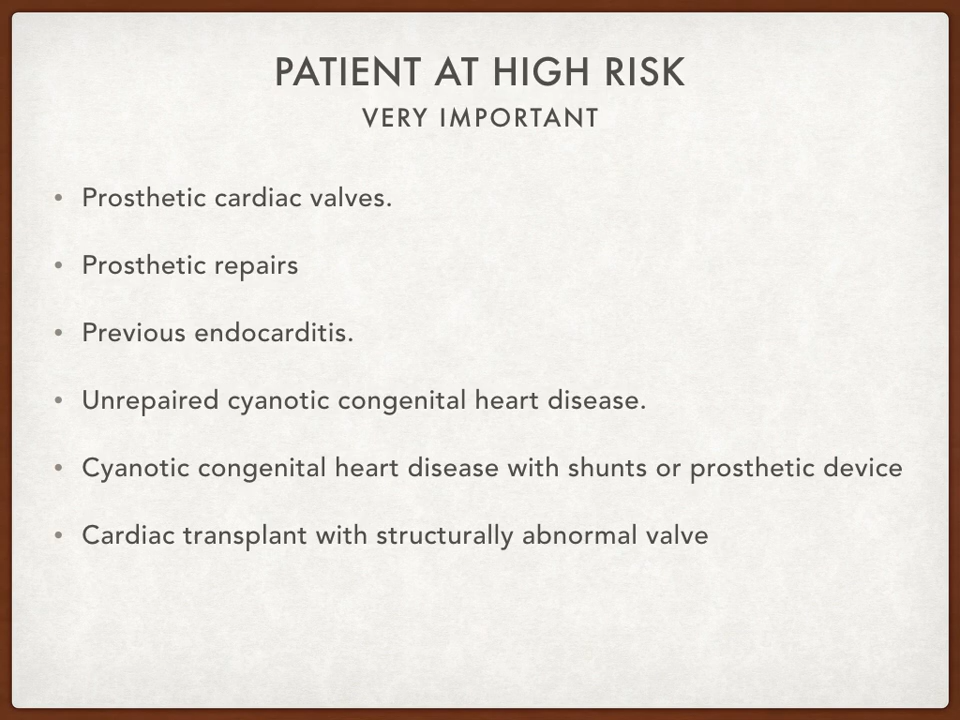 PATIENT AT HIGH RISK
VERY IMPORTANT
• Prosthetic cardiac valves.
• Prosthetic repairs
• Previous endocarditis.
• Unrepaired cyanotic congenital heart disease.
• Cyanotic congenital heart disease with shunts or prosthetic device
• Cardiac transplant with structurally abnormal valve